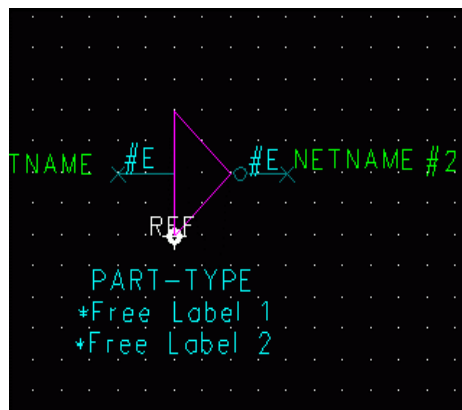 TNAME #E #E NETNAME #2
REF
PART-TYPE
*Free Label 1
*Free Label 2